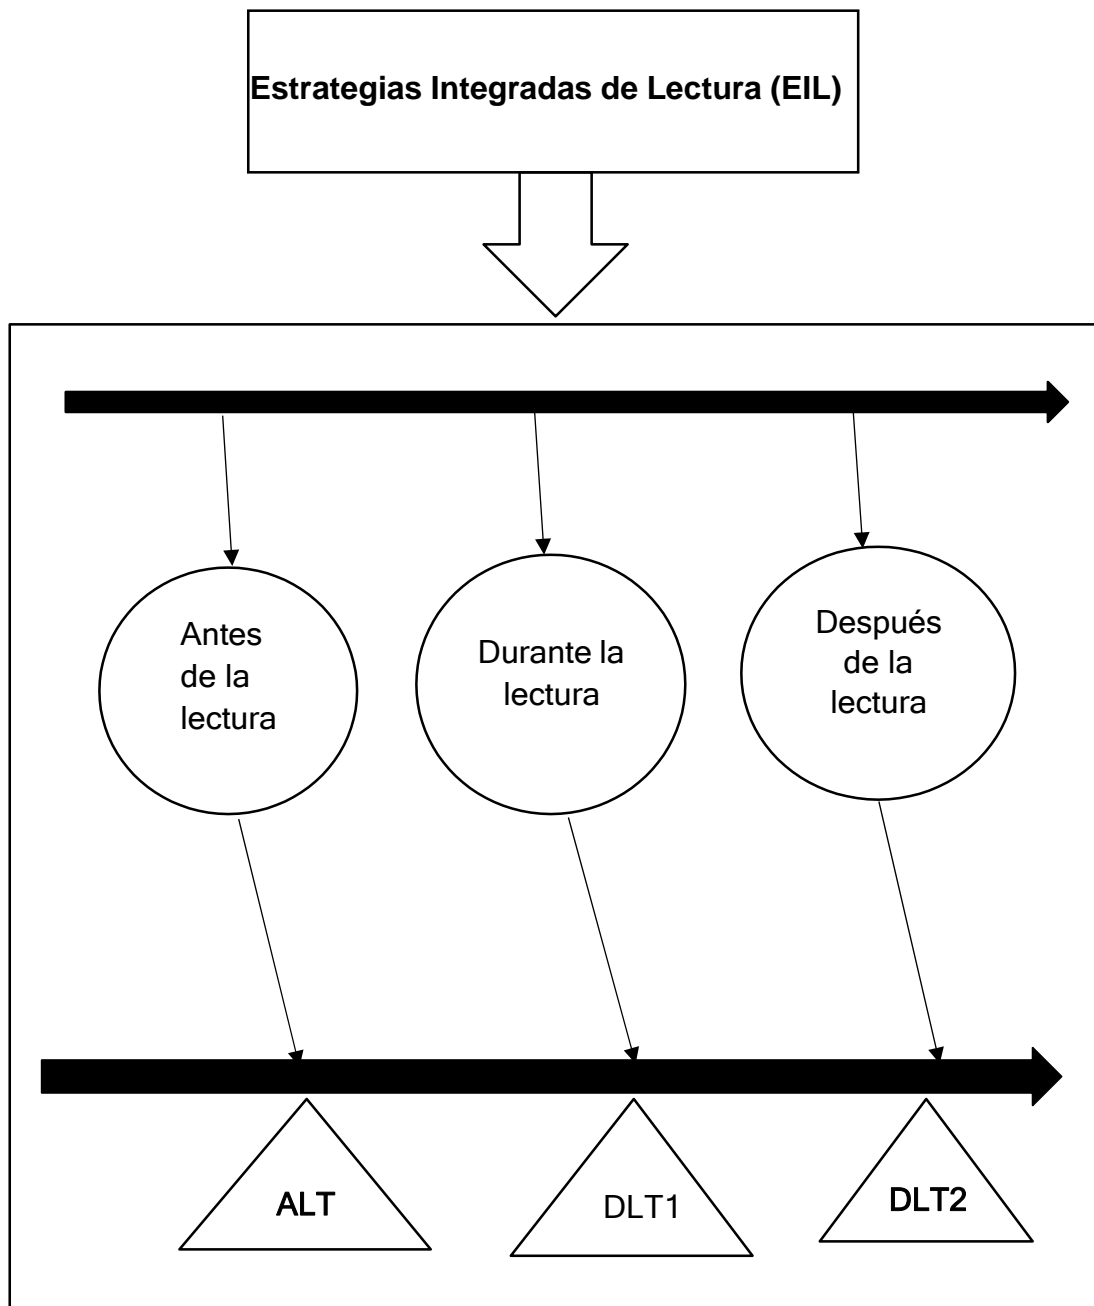 Estrategias Integradas de Lectura (EIL)
Antes
de la
lectura
Durante la
lectura
Después
de la
lectura
ALT
DLT1
DLT2